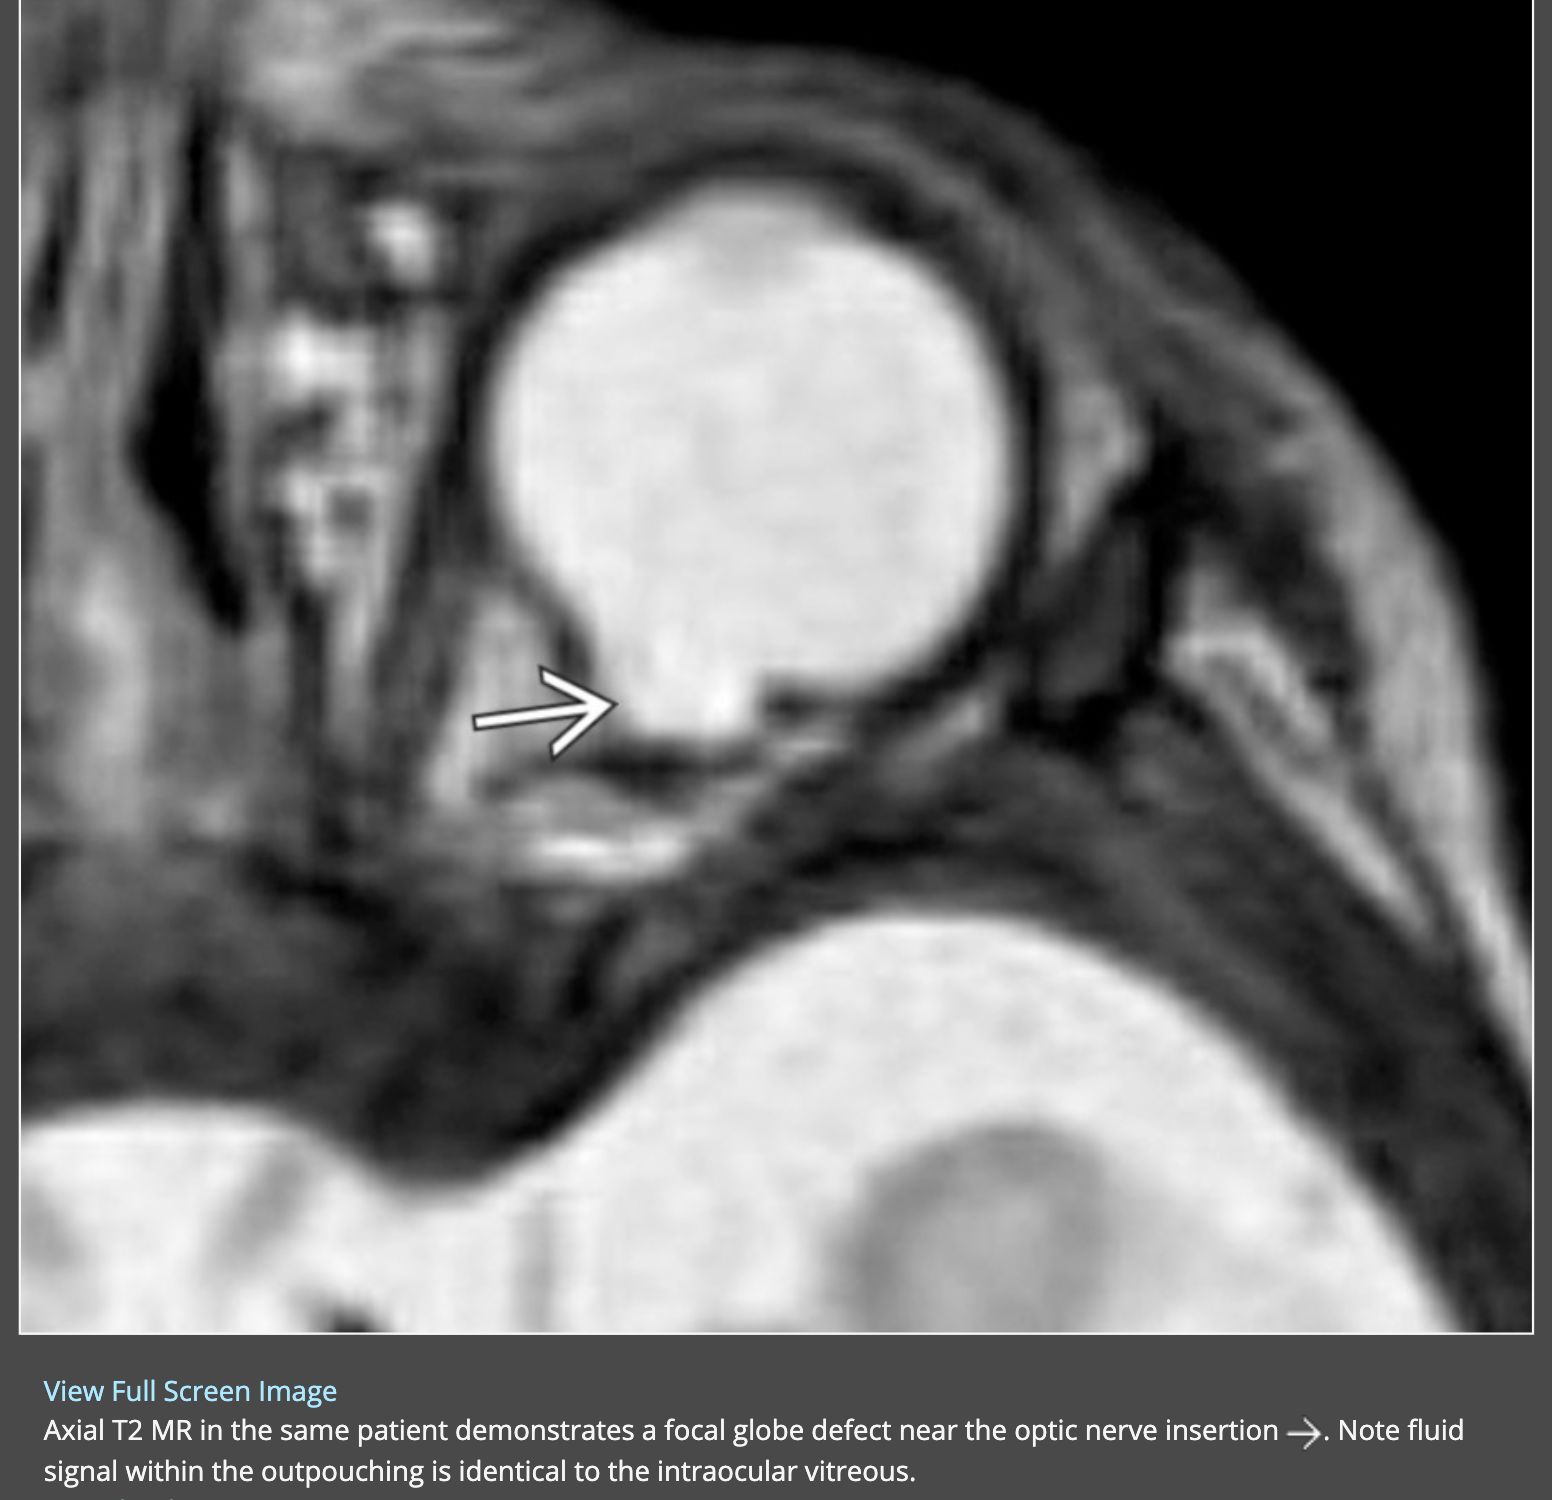 View Full Screen Image
Axial T2 MR in the same patient demonstrates a focal globe defect near the optic nerve insertion →. Note fluid
signal within the outpouching is identical to the intraocular vitreous.